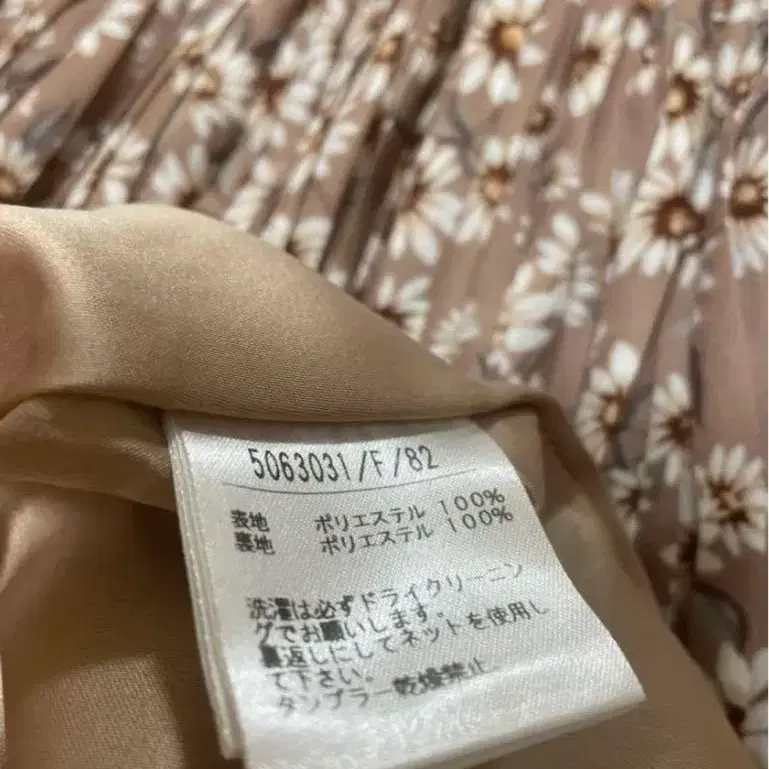 5063031/F/82
表地 ポリエステル 100%
裏地 ポリエステル 100%
洗濯は必ずドライクリーニン
グでお願いします。
裏返しにしてネットを使用し
て下さい。
タンブラー乾燥禁止。